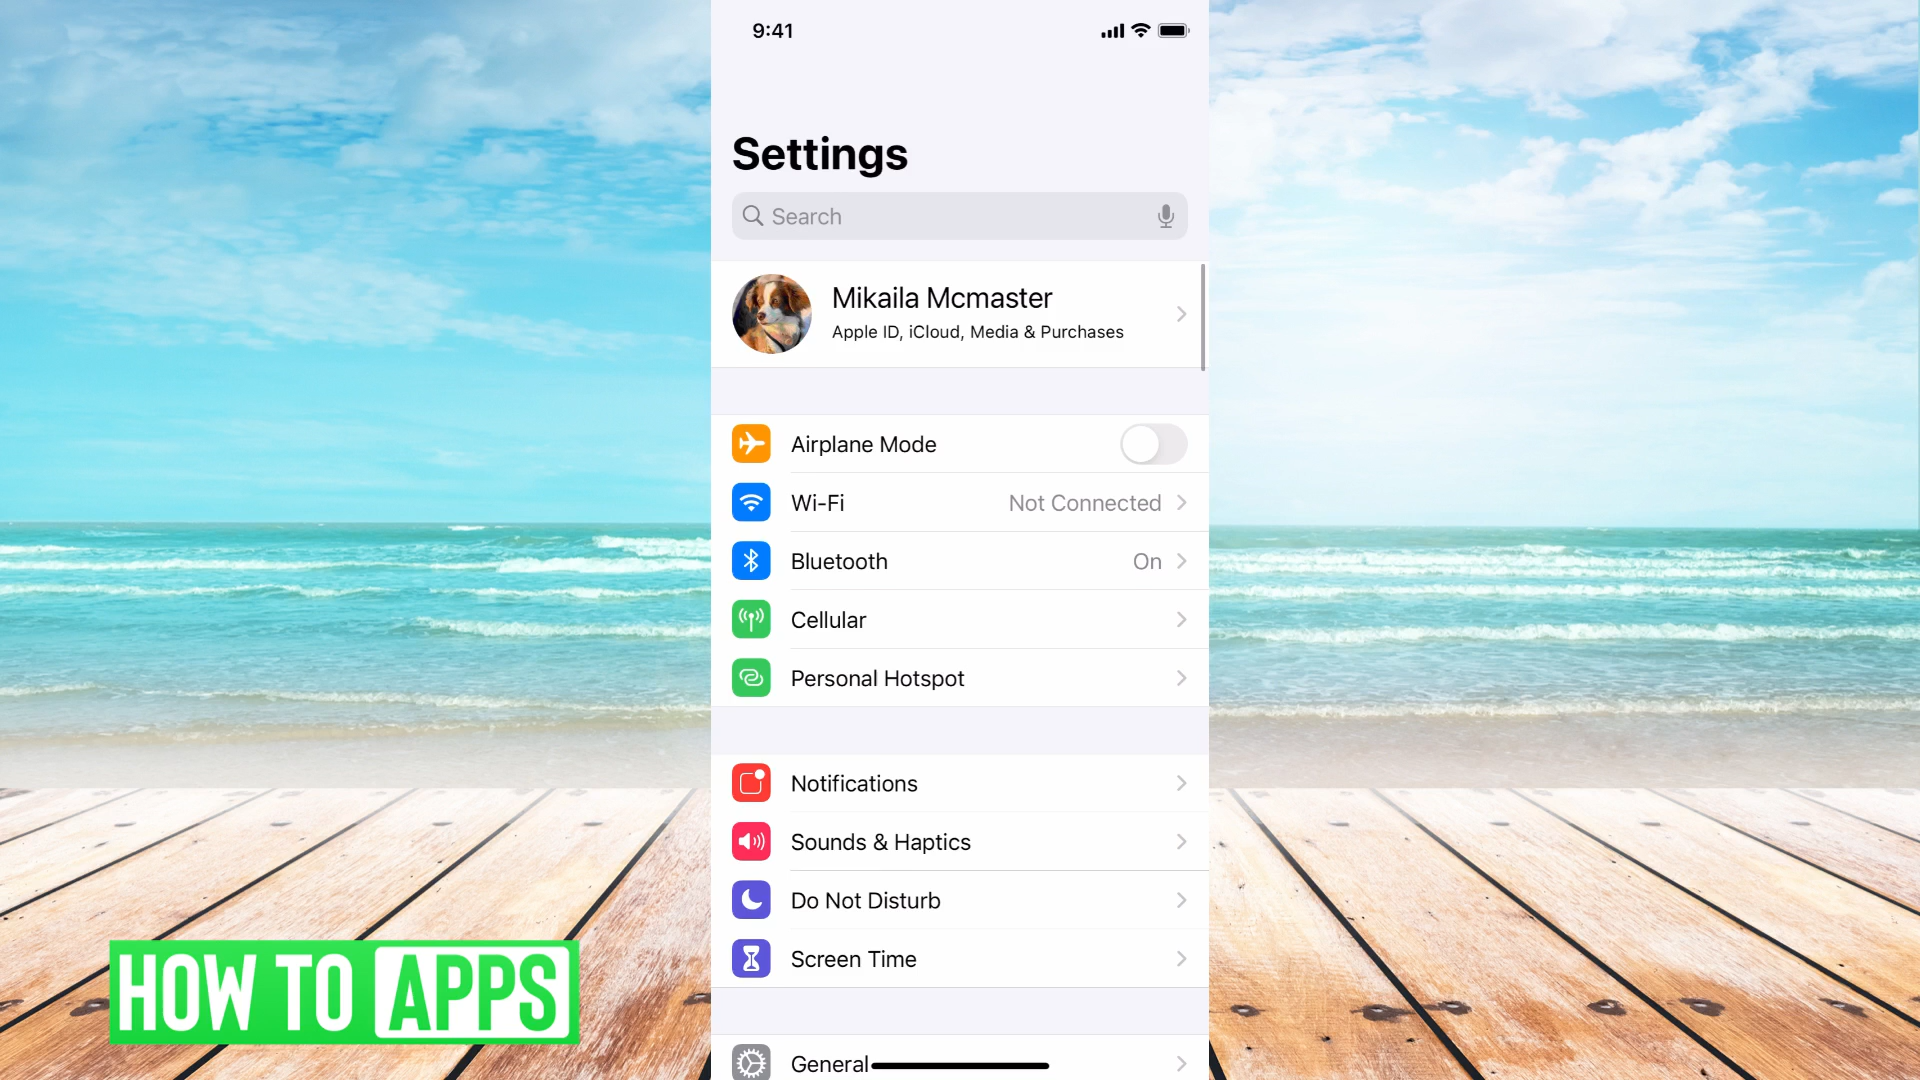 9:41
Settings
Search
Mikaila Mcmaster
Apple ID, iCloud, Media & Purchases
Airplane Mode
Wi-Fi Not Connected
Bluetooth On
Cellular
Personal Hotspot
Notifications
Sounds & Haptics
Do Not Disturb
Screen Time
General
HOW TO APPS